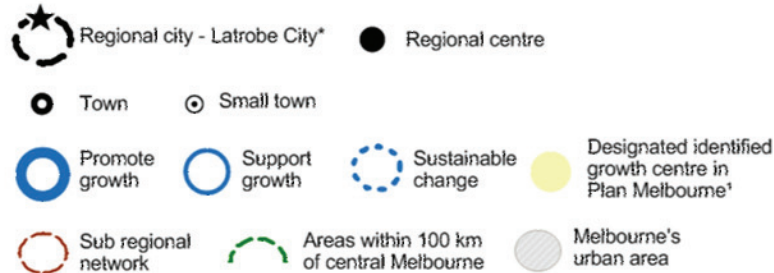 Regional city - Latrobe City*
Regional centre
Town
Small town
Promote
growth
Support
growth
Sustainable
change
Designated identified
growth centre in
Plan Melbourne¹
Sub regional
network
Areas within 100 km
of central Melbourne
Melbourne's
urban area